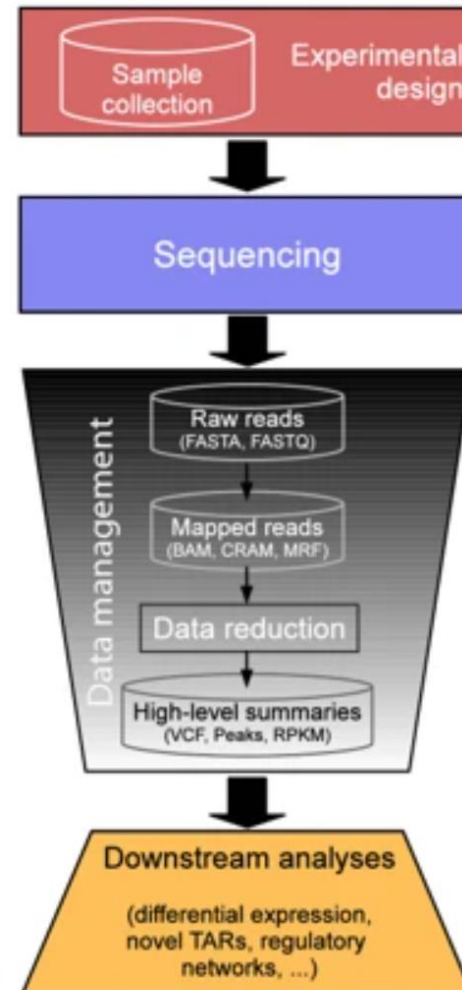 Sample
collection
Experimental
design
Sequencing
Data management
Raw reads
(FASTA, FASTQ)
Mapped reads
(BAM, CRAM, MRF)
Data reduction
High-level summaries
(VCF, Peaks, RPKM)
Downstream analyses
(differential expression,
novel TARs, regulatory
networks, ...)